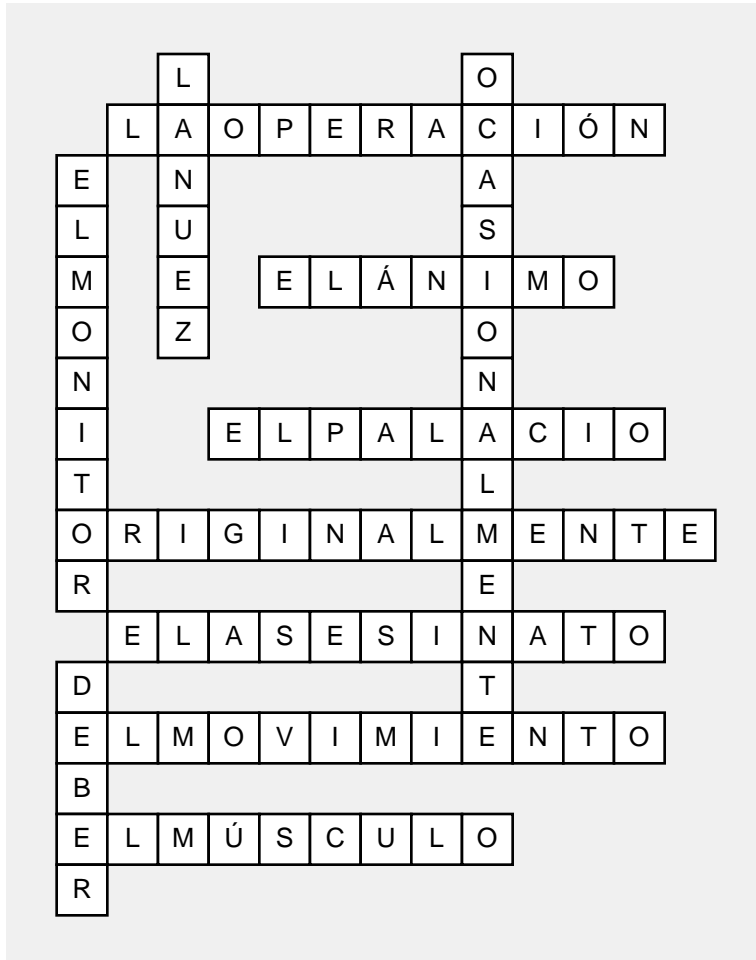 LANUEZ
OCASIONALMENTE
LAOPERACIÓN
ELMONITOR
ELÁNIMO
ELPALACIO
ORIGINALMENTE
ELASESINATO
DEBER
ELMOVIMIENTO
ELMÚSCULO